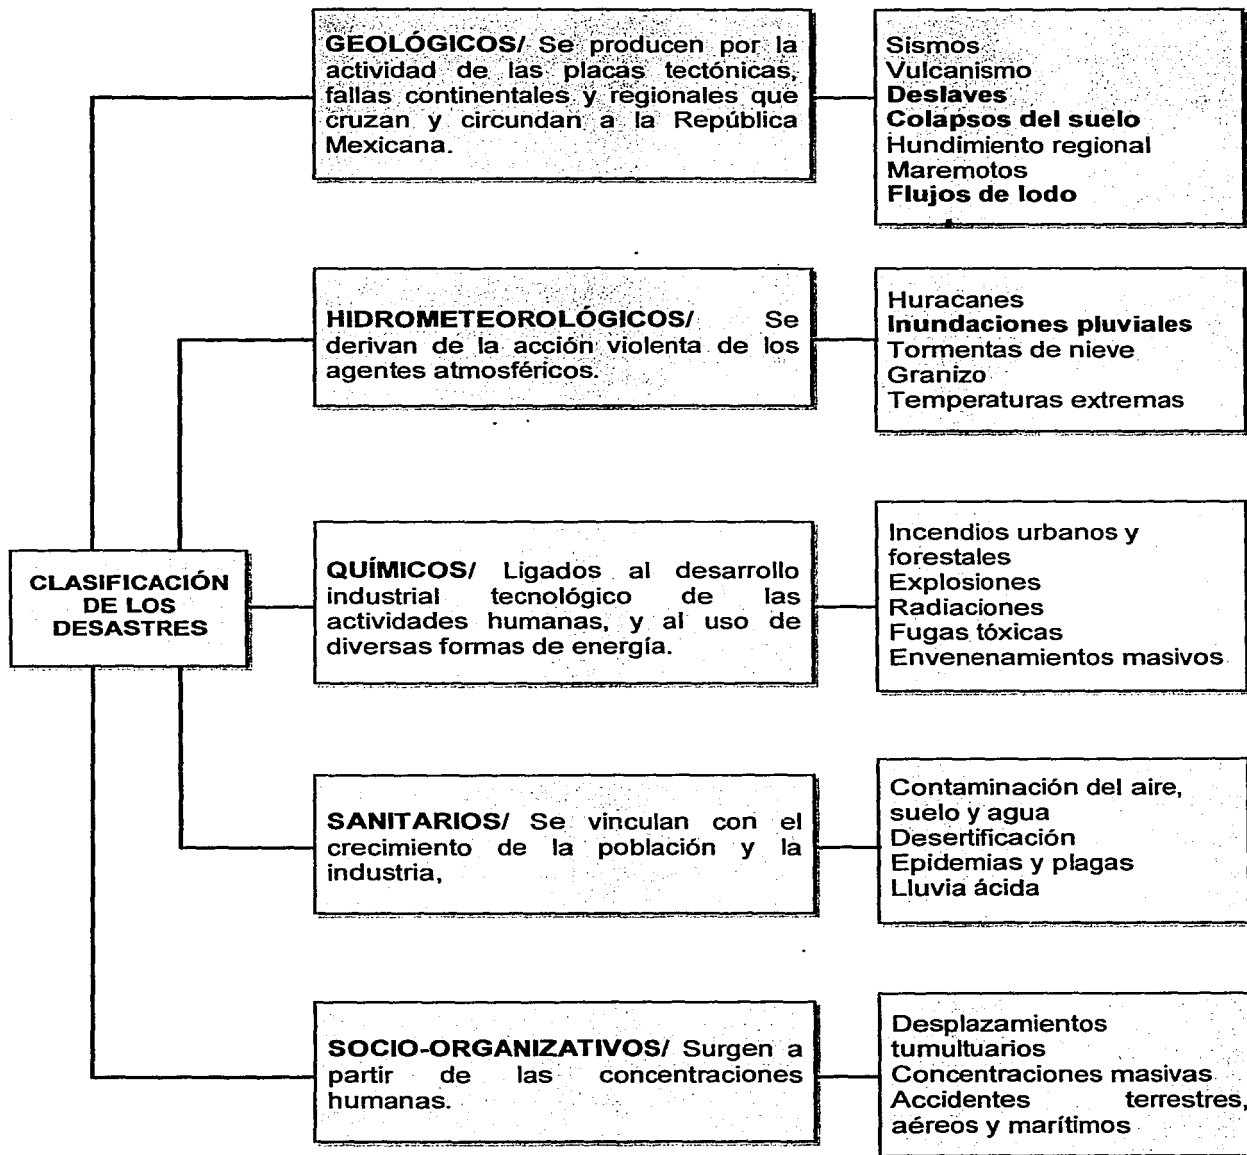 GEOLÓGICOS/ Se producen por la
actividad de las placas tectónicas,
fallas continentales y regionales que
cruzan y circundan a la República
Mexicana.
Sismos
Vulcanismo
Deslaves
Colapsos del suelo
Hundimiento regional
Maremotos
Flujos de lodo
HIDROMETEOROLÓGICOS/ Se
derivan de la acción violenta de los
agentes atmosféricos.
Huracanes
Inundaciones pluviales
Tormentas de nieve
Granizo
Temperaturas extremas
CLASIFICACIÓN
DE LOS
DESASTRES
QUÍMICOS/ Ligados al desarrollo
industrial tecnológico de las
actividades humanas, y al uso de
diversas formas de energía.
Incendios urbanos y
forestales
Explosiones
Radiaciones
Fugas tóxicas
Envenenamientos masivos
SANITARIOS/ Se vinculan con el
crecimiento de la población y la
industria,
Contaminación del aire,
suelo y agua
Desertificación
Epidemias y plagas
Lluvia ácida
SOCIO-ORGANIZATIVOS/ Surgen a
partir de las concentraciones
humanas.
Desplazamientos
tumultuarios
Concentraciones masivas
Accidentes terrestres,
aéreos y marítimos